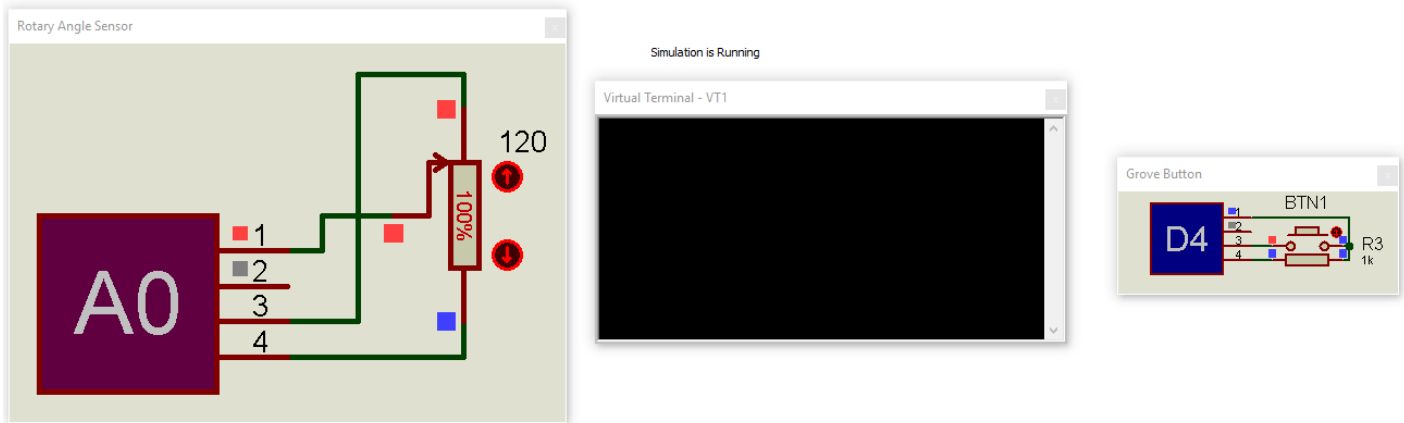 Rotary Angle Sensor
120
100%
A0
1
2
3
4
Simulation is Running
Virtual Terminal - VT1
Grove Button
BTN1
D4
1
2
3
4
R3
1k